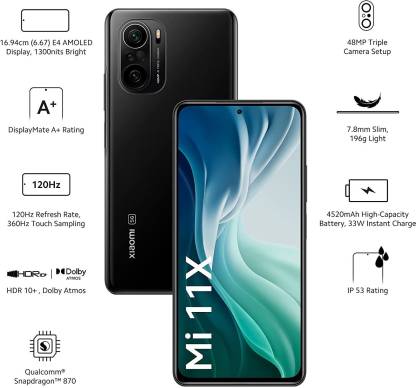 16.94cm (6.67) E4 AMOLED
Display, 1300nits Bright
A+
DisplayMate A+ Rating
120Hz
120Hz Refresh Rate,
360Hz Touch Sampling
HDR10+
Dolby
ATMOS
HDR 10+, Dolby Atmos
Qualcomm®
Snapdragon™ 870
xiaomi
5G
Mi 11X
48MP Triple
Camera Setup
7.8mm Slim,
196g Light
4520mAh High-Capacity
Battery, 33W Instant Charge
IP 53 Rating